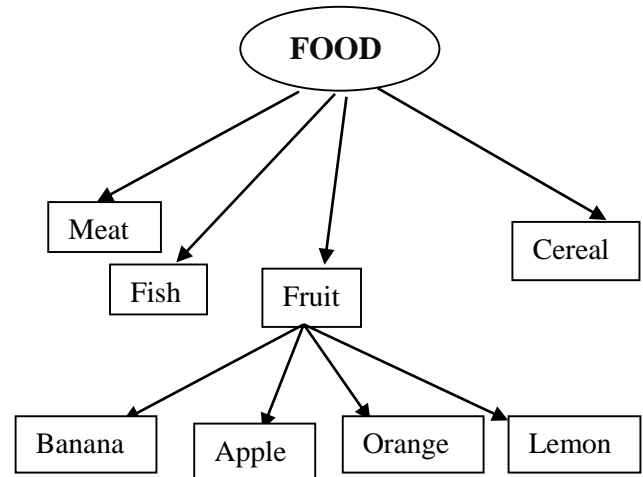 FOOD
Meat
Cereal
Fish
Fruit
Banana
Apple
Orange
Lemon